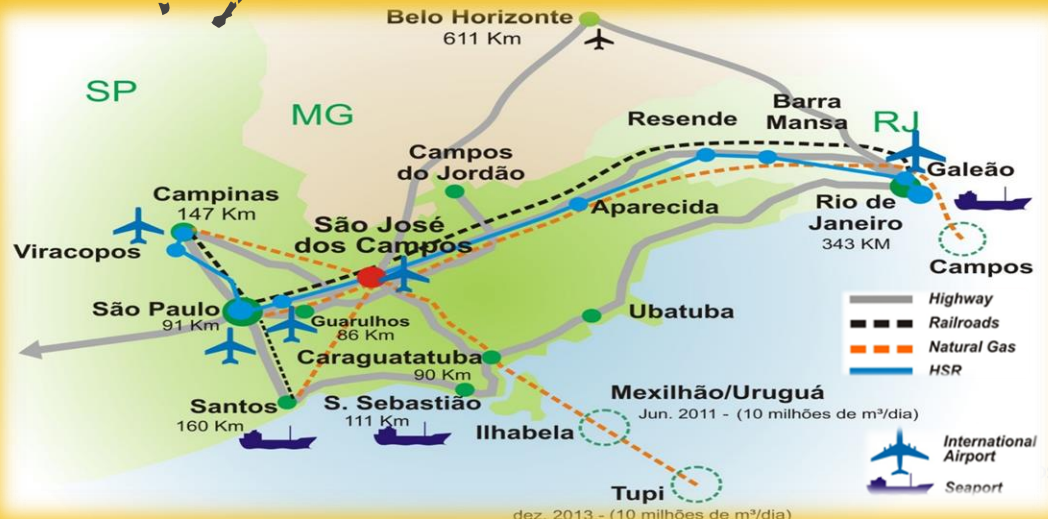 Belo Horizonte
611 Km
SP
MG
Resende
Barra
Mansa
RJ
Campos
do Jordão
Galeão
Campinas
147 Km
Aparecida
Rio de
Janeiro
343 KM
São José
dos Campos
Viracopos
Campos
São Paulo
91 Km
Guarulhos
86 Km
Ubatuba
Highway
Railroads
Natural Gas
HSR
Caraguatatuba
90 Km
Mexilhão/Uruguá
Jun. 2011 - (10 milhões de m³/dia)
Santos
160 Km
S. Sebastião
111 Km
Ilhabela
International
Airport
Seaport
Tupi
dez. 2013 - (10 milhões de m³/dia)